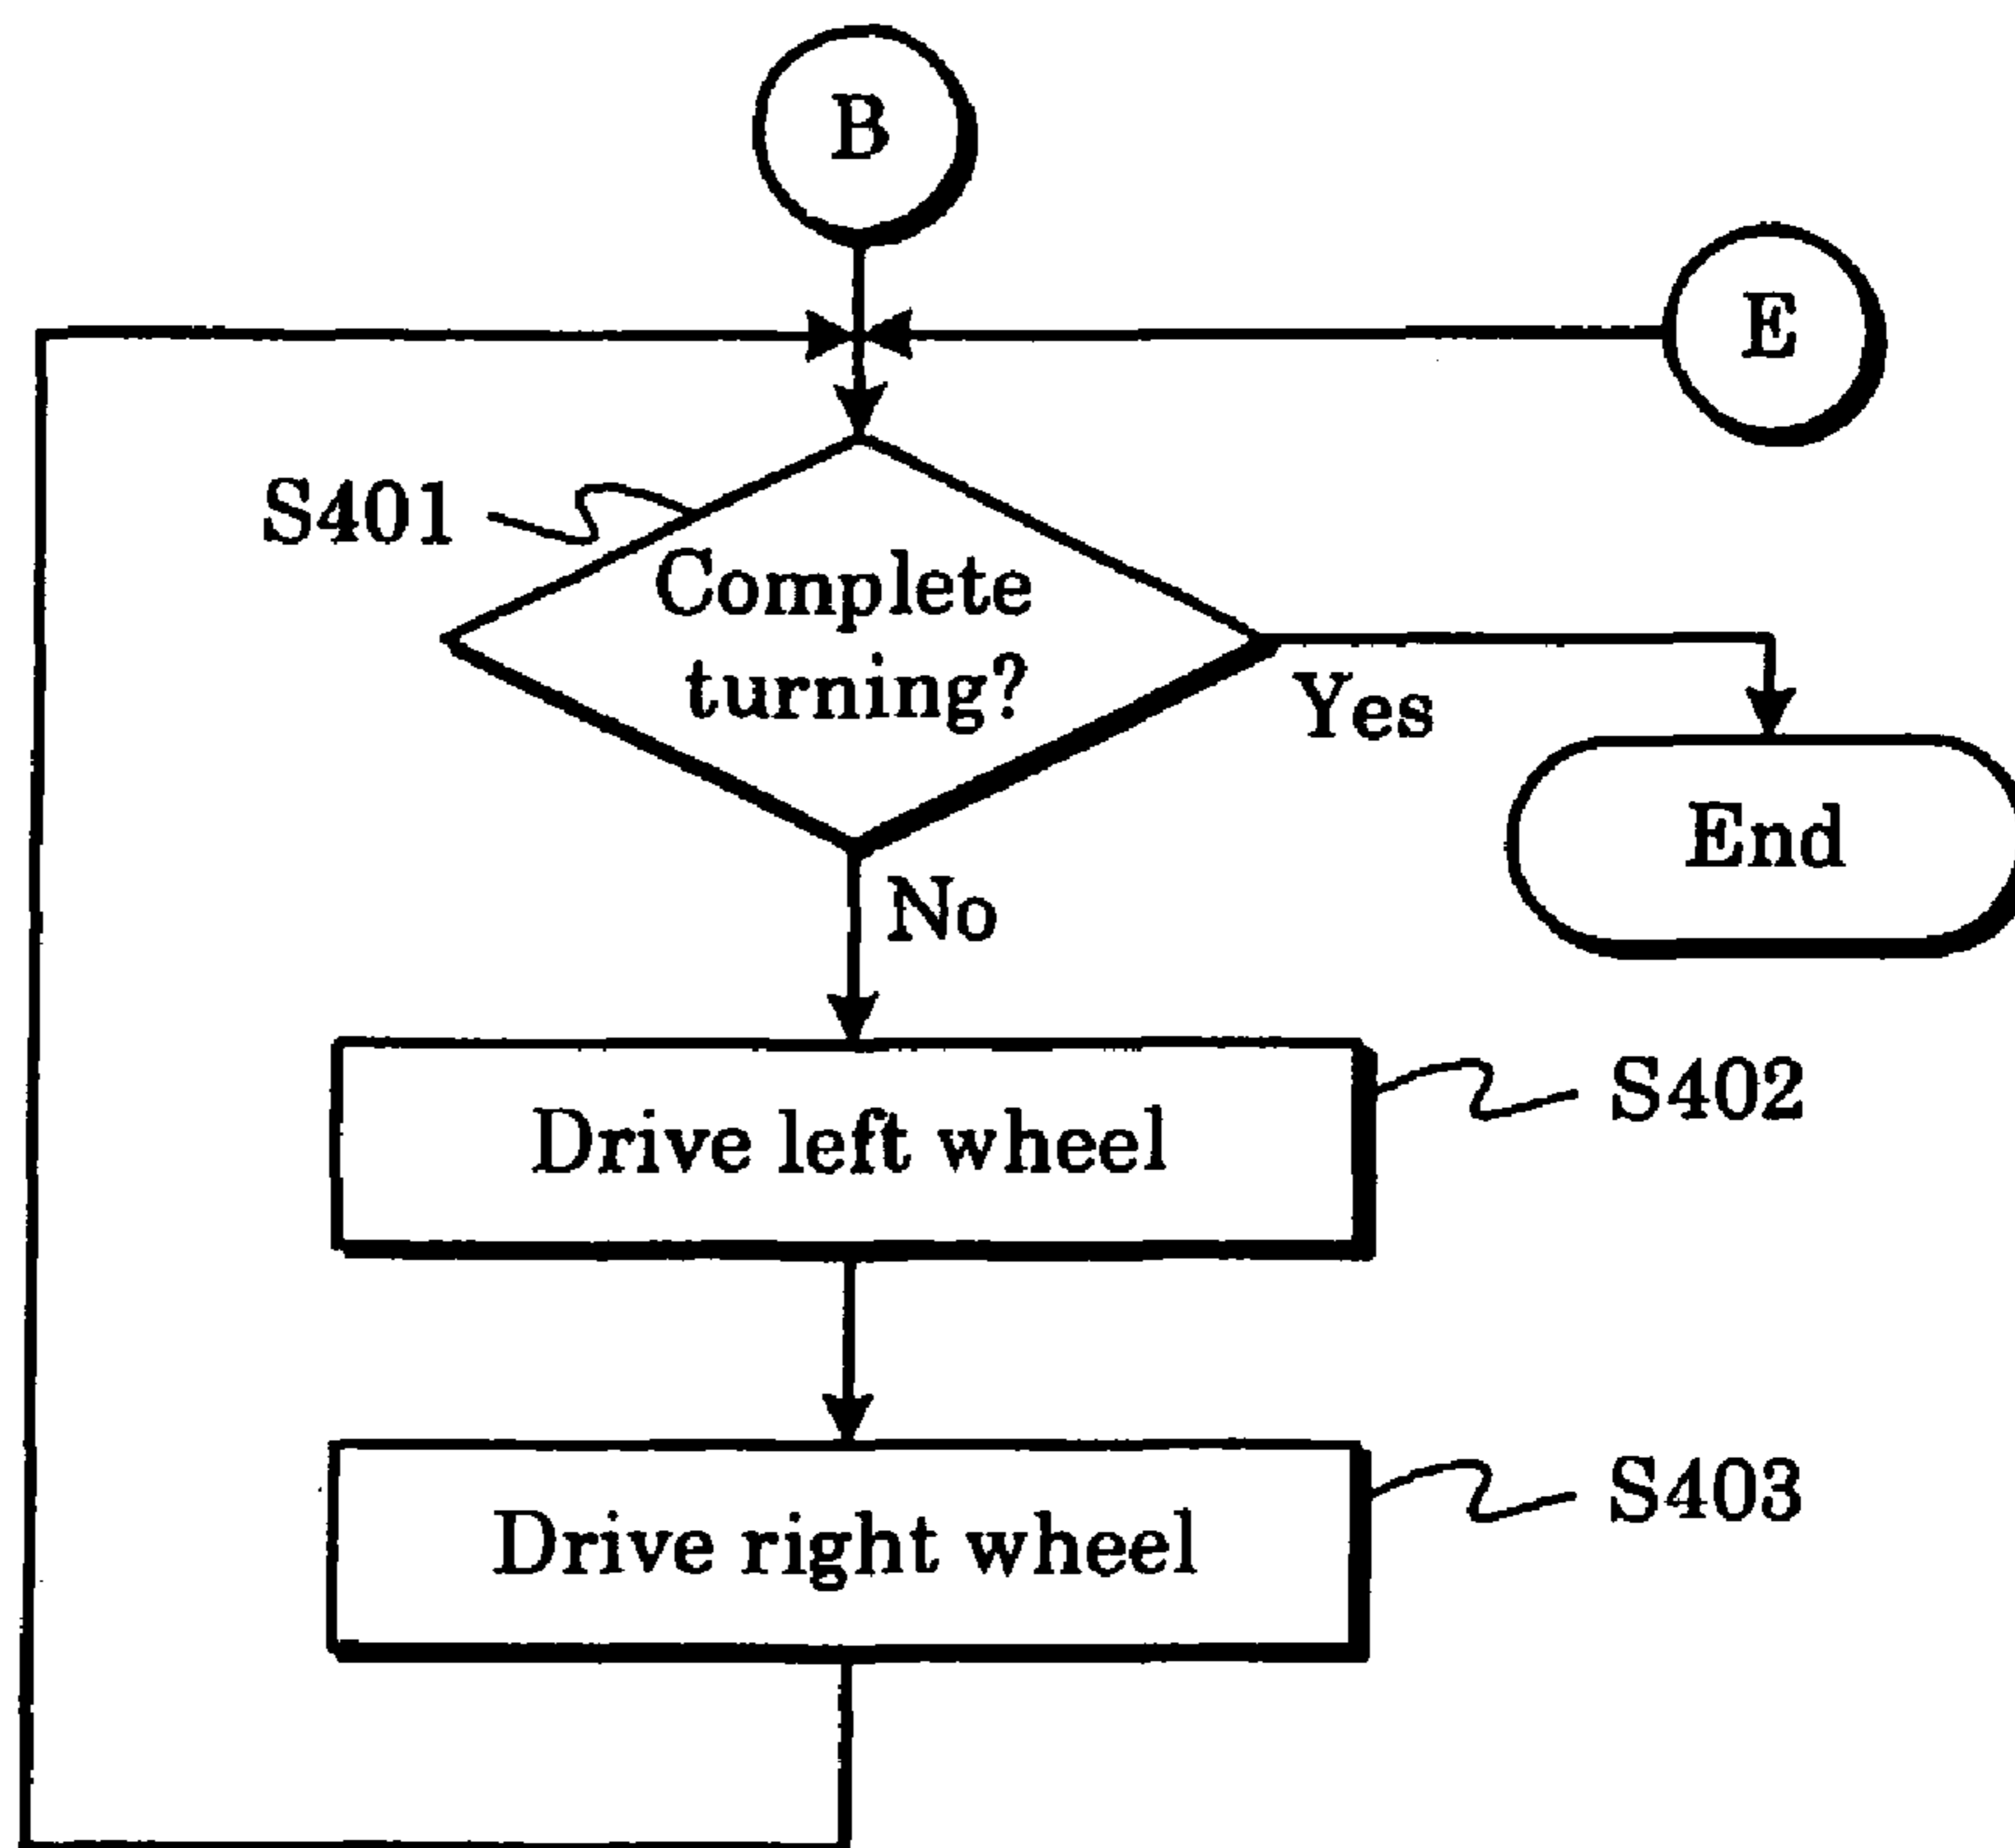 B
E
S401
Complete
turning?
Yes
End
No
Drive left wheel
S402
Drive right wheel
S403